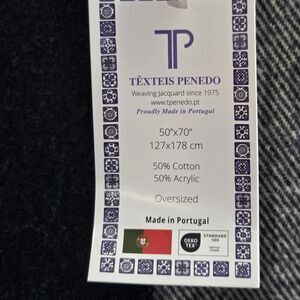 TP
TÊXTEIS PENEDO
Weaving Jacquard since 1975
www.tpenedo.pt
Proudly Made in Portugal
50"x70"
127x178 cm
50% Cotton
50% Acrylic
Oversized
Made in Portugal
OEKO
TEX
STANDARD
100